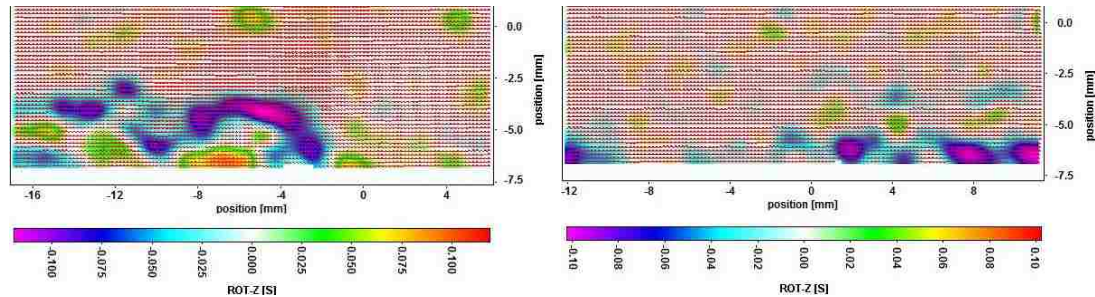 0.0
-2.5
-5.0
-7.5
position [mm]
-16 -12 -8 -4 0 4
position [mm]
-0.100 -0.075 -0.050 -0.025 0.00 0.025 0.050 0.075 0.100
ROT-Z [S]
0.0
-2.5
-5.0
-7.5
position [mm]
-12 -8 -4 0 4 8
position [mm]
-0.10 -0.08 -0.06 -0.04 -0.02 0.00 0.02 0.04 0.06 0.08 0.10
ROT-Z [S]